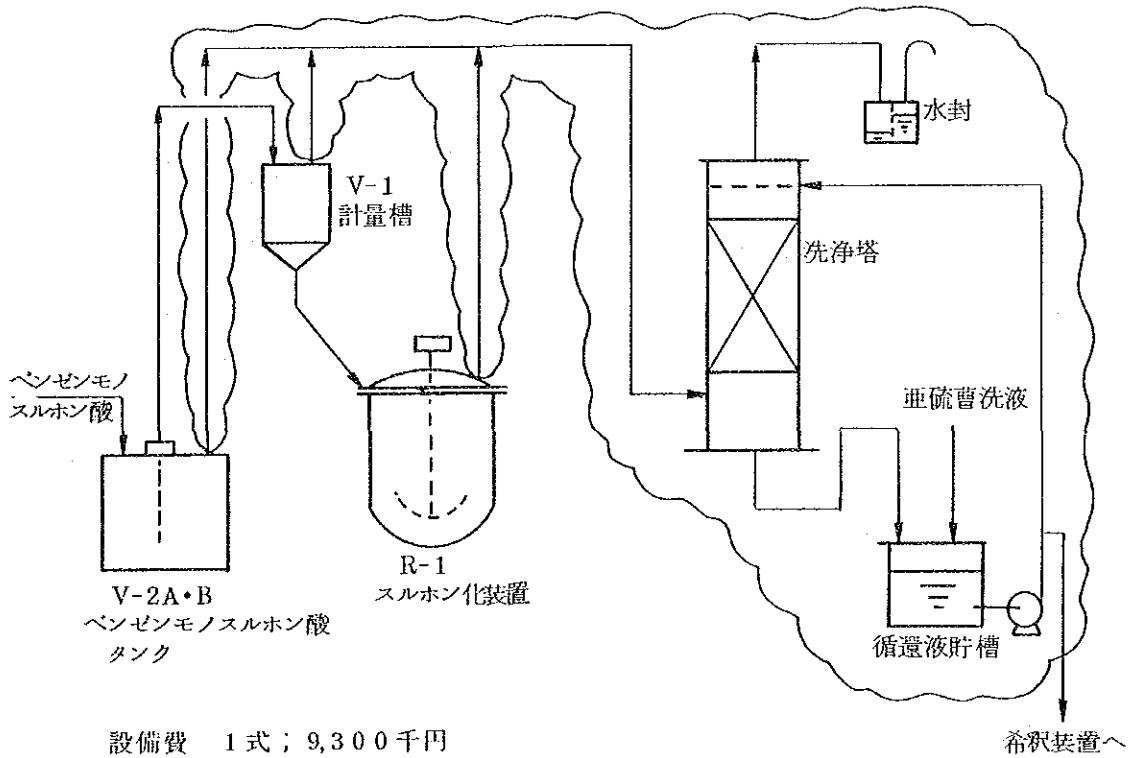 水封
V-1
計量槽
洗浄塔
ベンゼンモノ
スルホン酸
亜硫曹洗液
R-1
スルホン化装置
V-2A・B
ベンゼンモノスルホン酸
タンク
循還液貯槽
設備費 1式；9,300千円
希釈装置へ